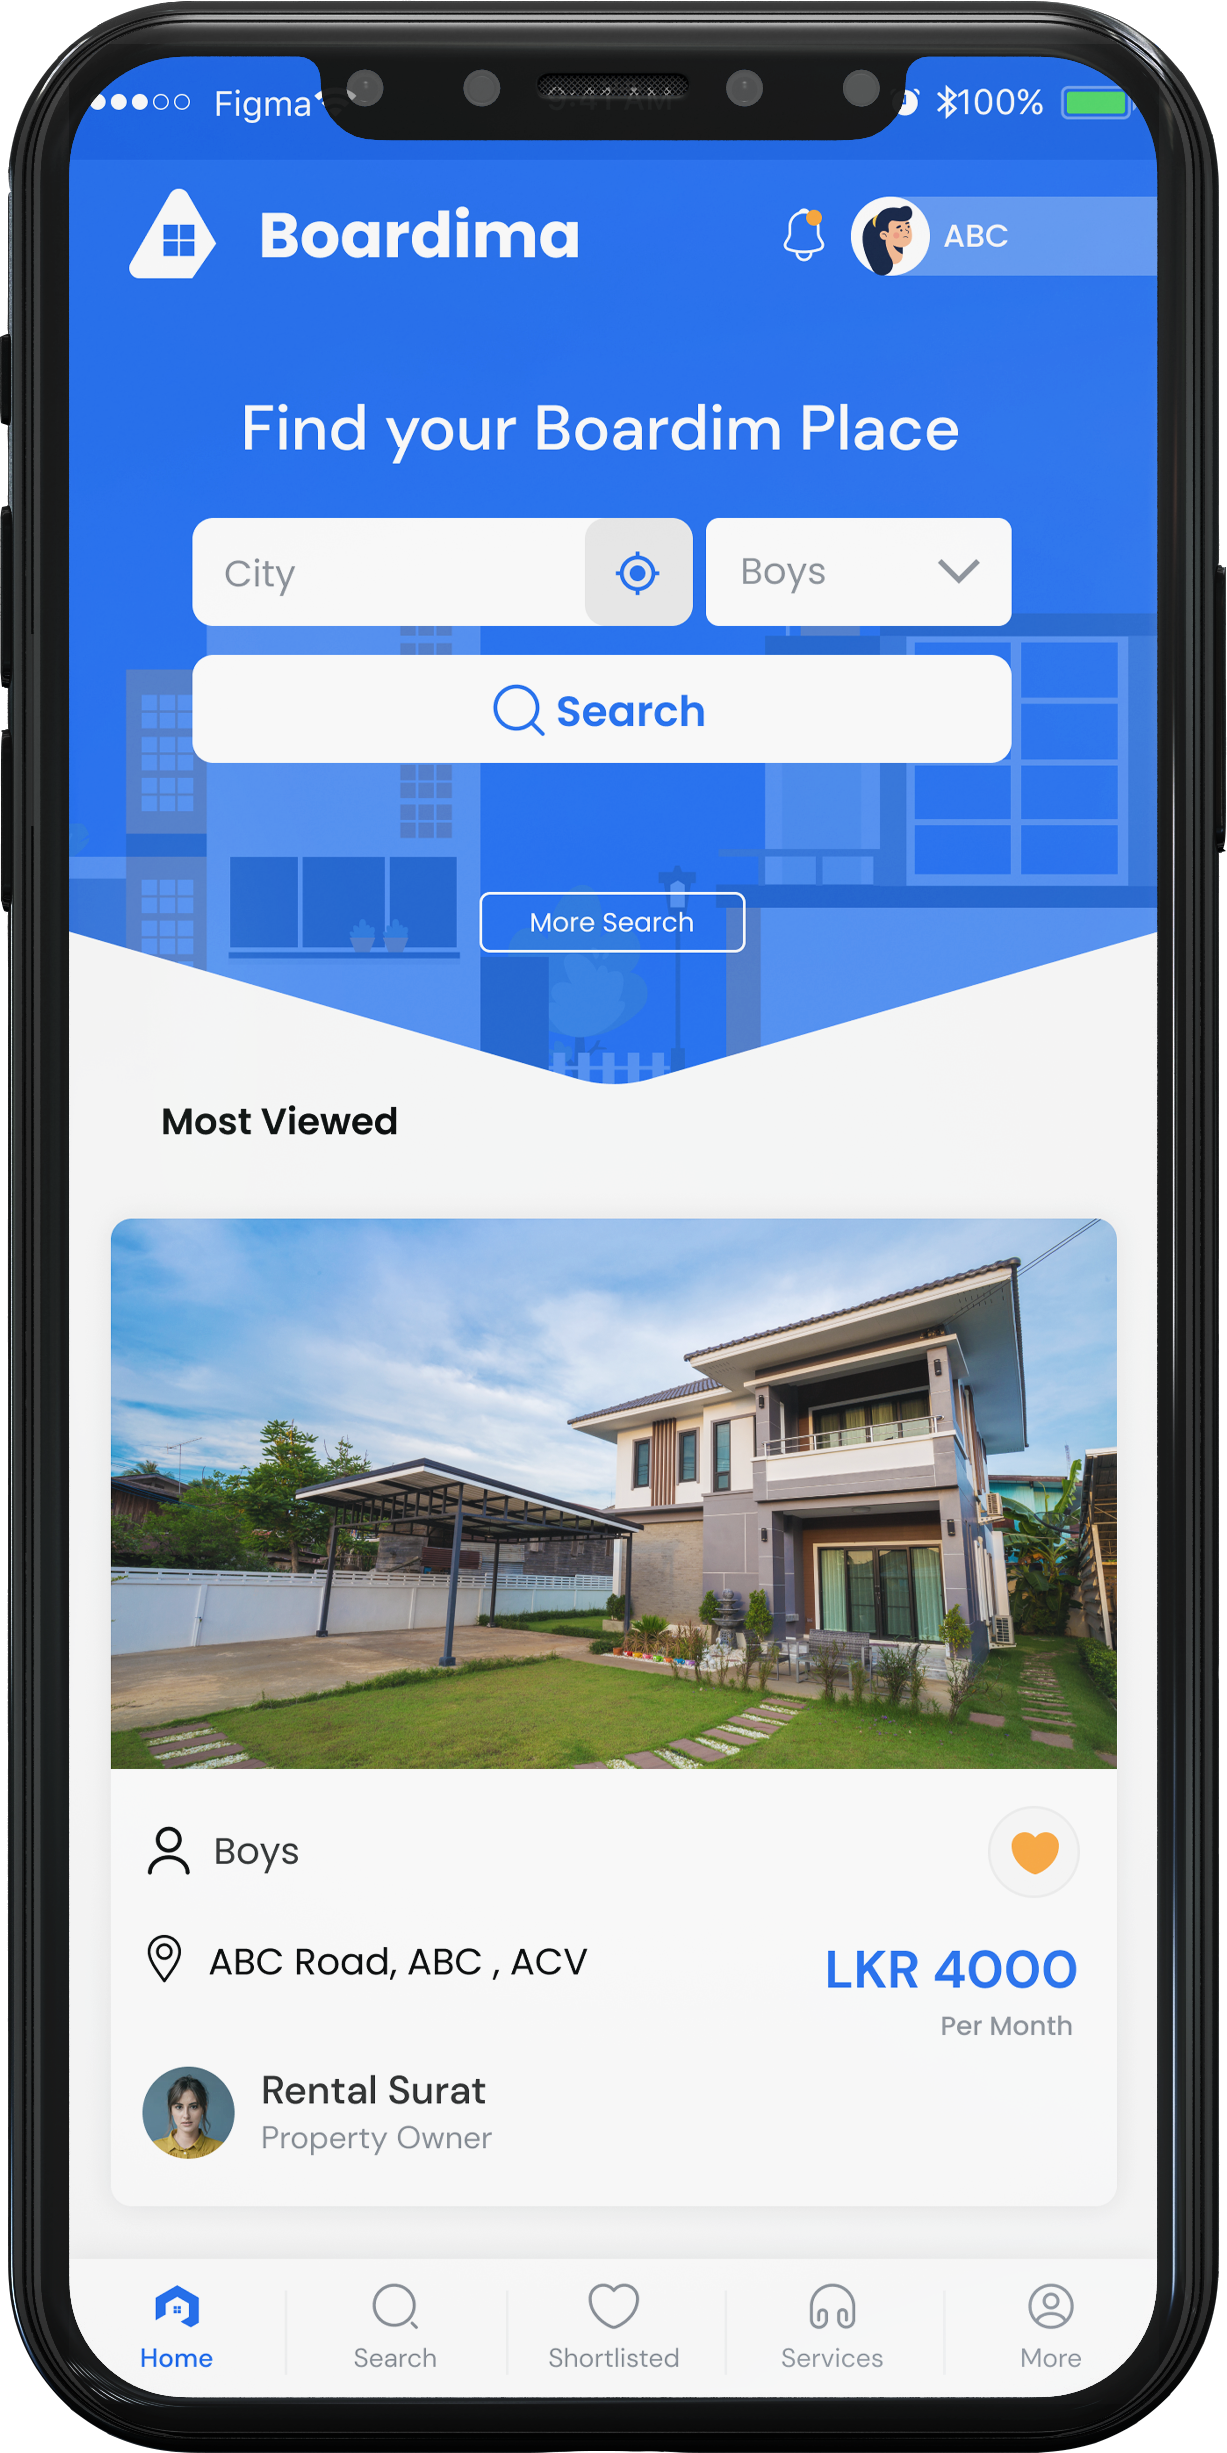 Figma
100%
Boardima
ABC
Find your Boardim Place
City
Boys
Search
More Search
Most Viewed
Boys
ABC Road, ABC , ACV
LKR 4000
Per Month
Rental Surat
Property Owner
Home
Search
Shortlisted
Services
More